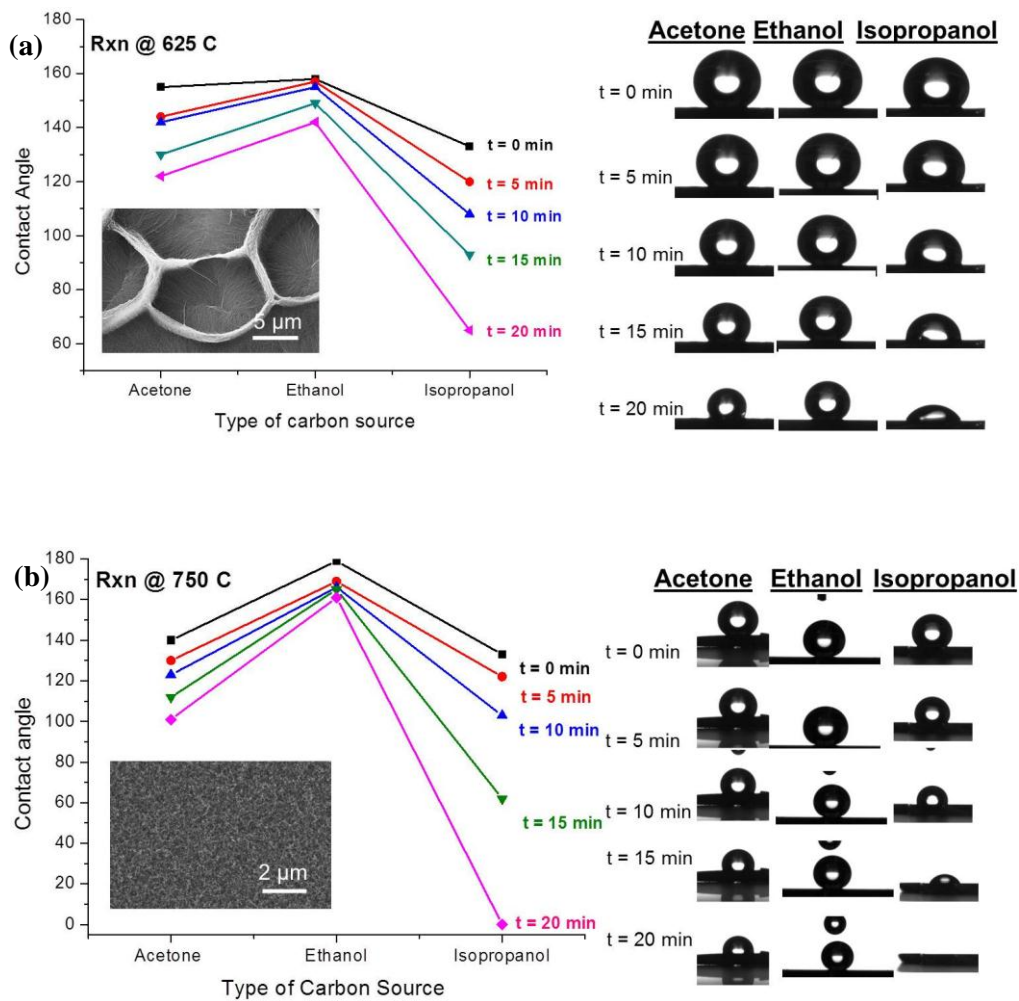 (a)
Rxn @ 625 C
Contact Angle
160
140
120
100
80
60
t = 0 min
t = 5 min
t = 10 min
t = 15 min
t = 20 min
5 μm
Acetone
Ethanol
Isopropanol
Type of carbon source
Acetone Ethanol Isopropanol
t = 0 min
t = 5 min
t = 10 min
t = 15 min
t = 20 min
(b)
Rxn @ 750 C
Contact angle
180
160
140
120
100
80
60
40
20
0
t = 0 min
t = 5 min
t = 10 min
t = 15 min
t = 20 min
2 μm
Acetone
Ethanol
Isopropanol
Type of Carbon Source
Acetone Ethanol Isopropanol
t = 0 min
t = 5 min
t = 10 min
t = 15 min
t = 20 min